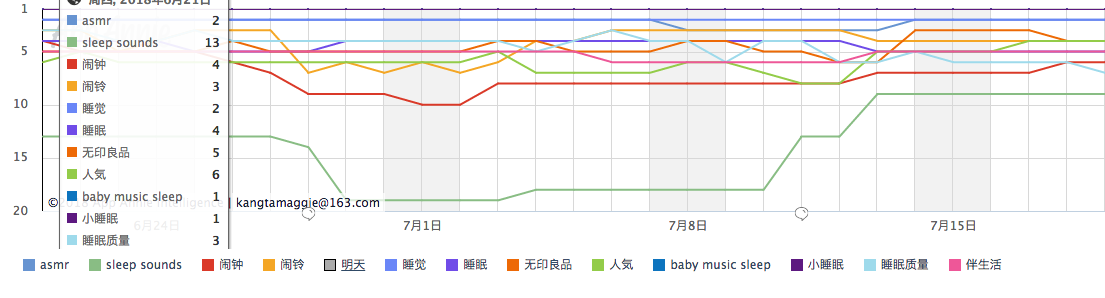 周四, 2018年6月21日
asmr 2
sleep sounds 13
闹钟 4
闹铃 3
睡觉 2
睡眠 4
无印良品 5
人気 6
baby music sleep 1
小睡眠 1
睡眠质量 3
1
5
10
15
20
© | kangtamaggie@163.com
6月24日 7月1日 7月8日 7月15日
asmr sleep sounds 闹钟 闹铃 明天 睡觉 睡眠 无印良品 人気 baby music sleep 小睡眠 睡眠质量 伴生活